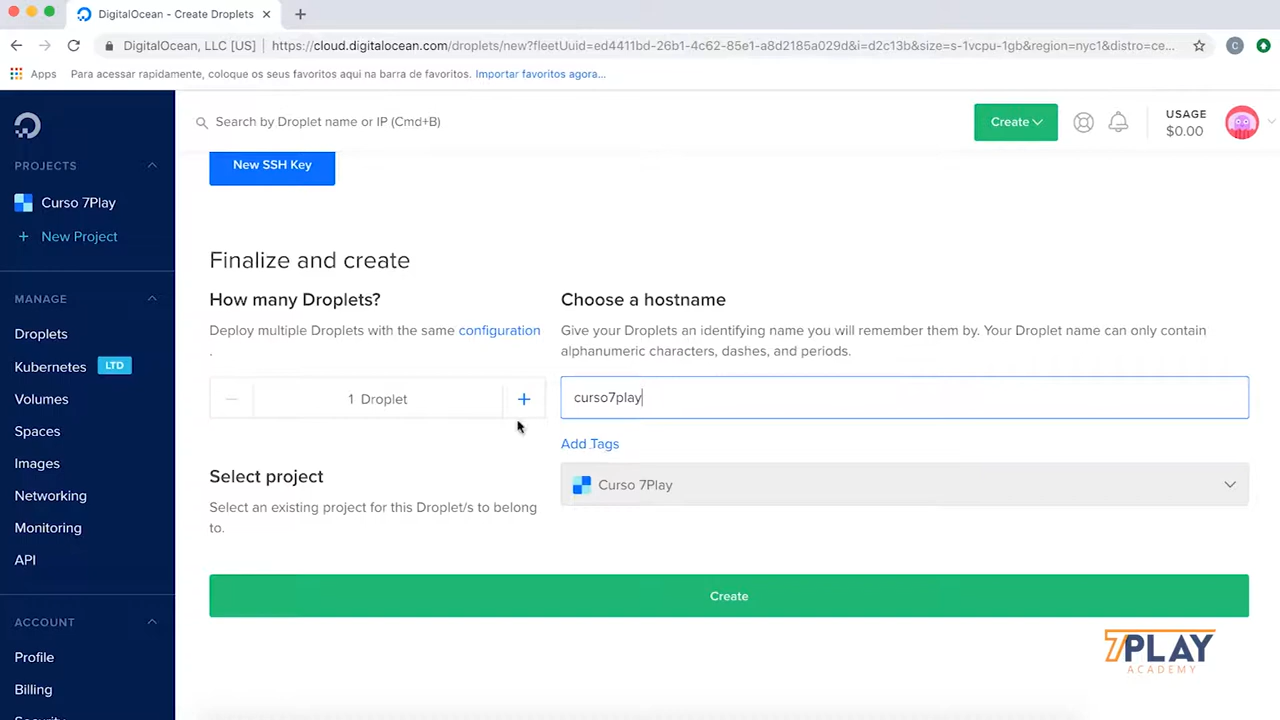 DigitalOcean - Create Droplets
DigitalOcean, LLC [US]
https://cloud.digitalocean.com/droplets/new?fleetUuid=ed4411bd-26b1-4c62-85e1-a8d2185a029d&i=d2c13b&size=s-1vcpu-1gb&region=nyc1&distro=ce...
C
Apps
Para acessar rapidamente, coloque os seus favoritos aqui na barra de favoritos. Importar favoritos agora...
Search by Droplet name or IP (Cmd+B)
Create
USAGE
$0.00
PROJECTS
Curso 7Play
+ New Project
MANAGE
Droplets
Kubernetes LTD
Volumes
Spaces
Images
Networking
Monitoring
API
ACCOUNT
Profile
Billing
Security
New SSH Key
Finalize and create
How many Droplets?
Deploy multiple Droplets with the same configuration
.
1 Droplet
Choose a hostname
Give your Droplets an identifying name you will remember them by. Your Droplet name can only contain
alphanumeric characters, dashes, and periods.
curso7play
Add Tags
Select project
Select an existing project for this Droplet/s to belong
to.
Curso 7Play
Create
7PLAY
ACADEMY